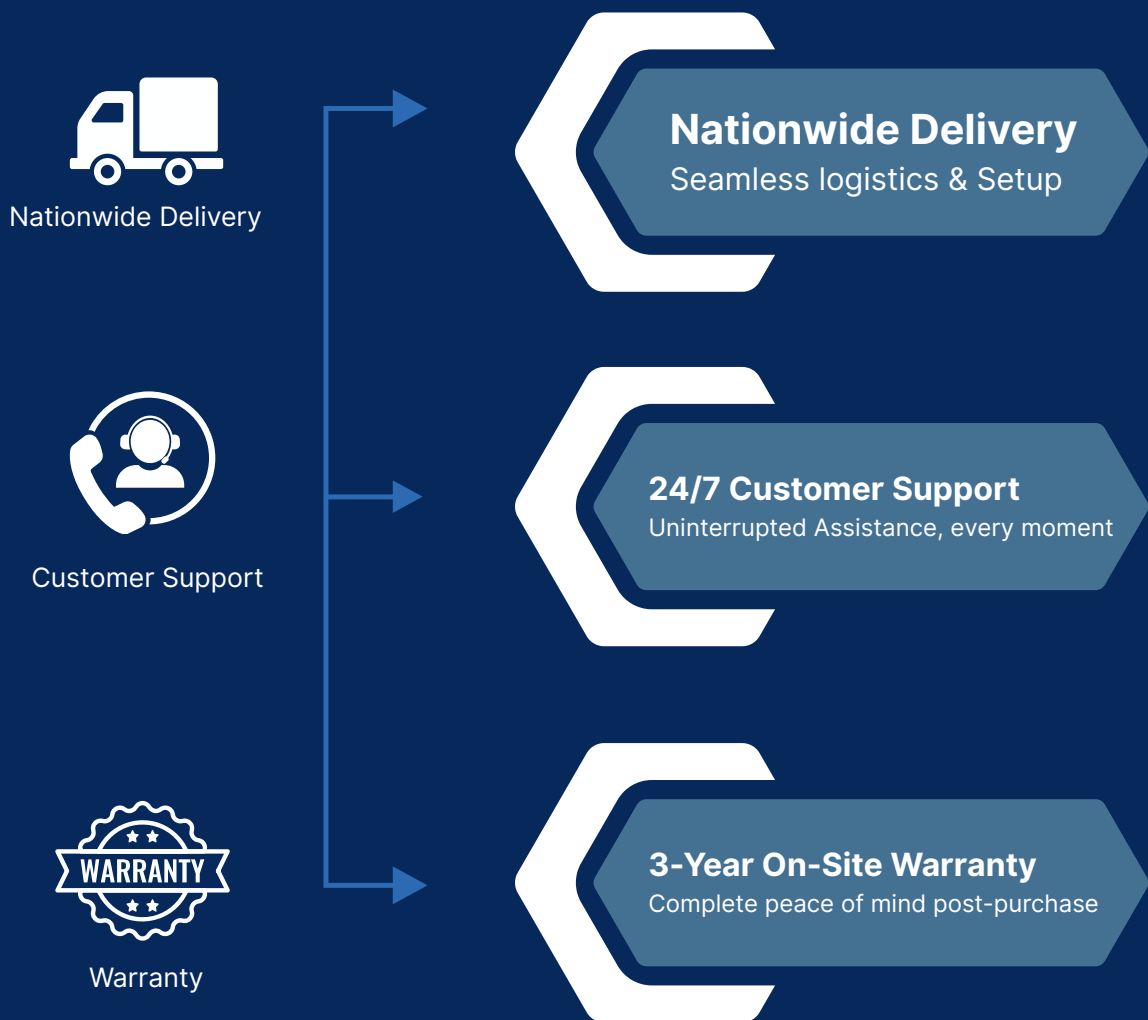 Nationwide Delivery
Nationwide Delivery
Seamless logistics & Setup
Customer Support
24/7 Customer Support
Uninterrupted Assistance, every moment
WARRANTY
Warranty
3-Year On-Site Warranty
Complete peace of mind post-purchase